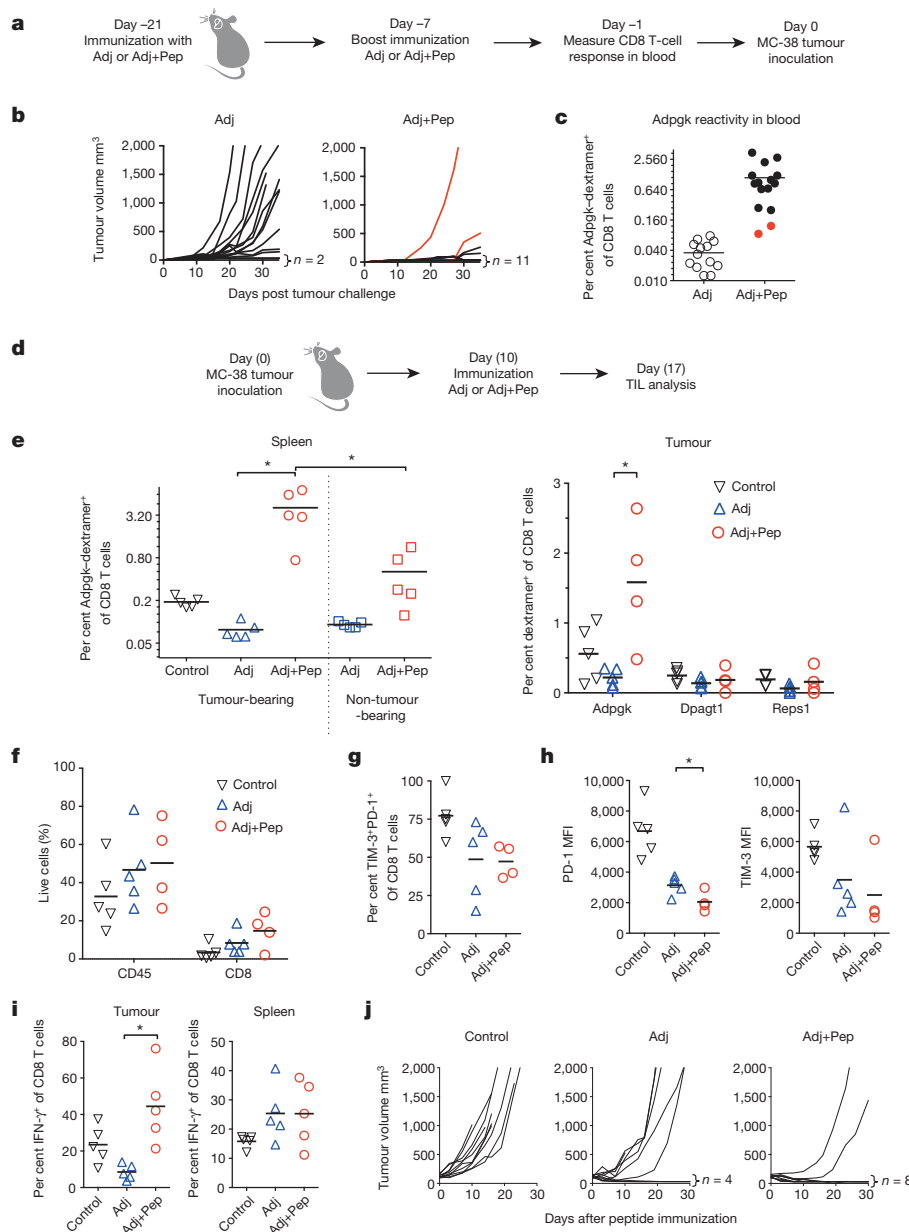 a
Day –21
Immunization with
Adj or Adj+Pep
Day –7
Boost immunization
Adj or Adj+Pep
Day –1
Measure CD8 T-cell
response in blood
Day 0
MC-38 tumour
inoculation
b
Adj
Adj+Pep
Tumour volume mm³
2,000
1,500
1,000
500
0
0 10 20 30
n = 2
2,000
1,500
1,000
500
0
0 10 20 30
n = 11
Days post tumour challenge
c
Adpgk reactivity in blood
Per cent Adpgk–dextramer⁺
of CD8 T cells
2.560
0.640
0.160
0.040
0.010
Adj
Adj+Pep
d
Day (0)
MC-38 tumour
inoculation
Day (10)
Immunization
Adj or Adj+Pep
Day (17)
TIL analysis
e
Spleen
Per cent Adpgk–dextramer⁺
of CD8 T cells
3.20
0.80
0.2
0.05
*
*
Control
Adj
Adj+Pep
Adj
Adj+Pep
Tumour-bearing
Non-tumour
-bearing
Tumour
Per cent dextramer⁺ of CD8 T cells
3
2
1
0
*
Control
Adj
Adj+Pep
Adpgk
Dpagt1
Reps1
f
Live cells (%)
100
80
60
40
20
0
Control
Adj
Adj+Pep
CD45
CD8
g
Per cent TIM-3⁺PD-1⁺
Of CD8 T cells
100
75
50
25
0
Control
Adj
Adj+Pep
h
PD-1 MFI
10,000
8,000
6,000
4,000
2,000
0
*
Control
Adj
Adj+Pep
TIM-3 MFI
10,000
8,000
6,000
4,000
2,000
0
Control
Adj
Adj+Pep
i
Tumour
Per cent IFN-γ⁺ of CD8 T cells
80
60
40
20
0
*
Control
Adj
Adj+Pep
Spleen
Per cent IFN-γ⁺ of CD8 T cells
50
40
30
20
10
0
Control
Adj
Adj+Pep
j
Control
Adj
Adj+Pep
Tumour volume mm³
2,000
1,500
1,000
500
0
0 10 20 30
2,000
1,500
1,000
500
0
0 10 20 30
n = 4
2,000
1,500
1,000
500
0
0 10 20 30
n = 8
Days after peptide immunization